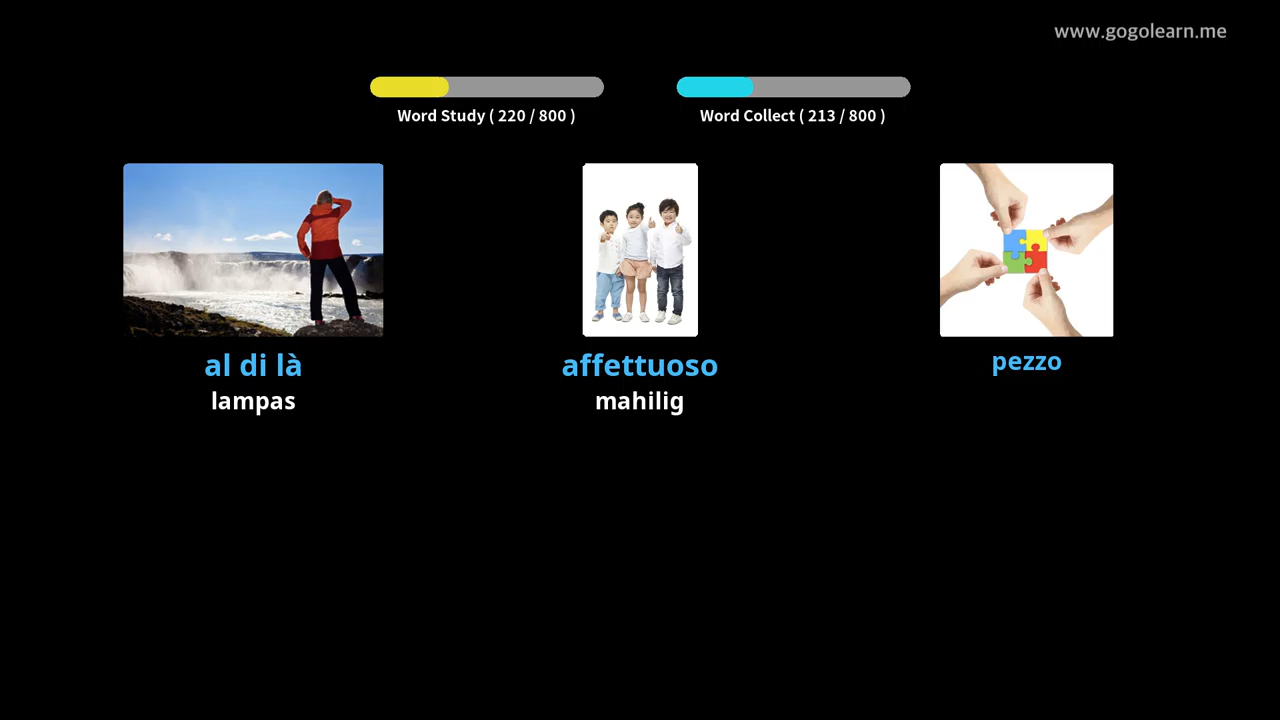 www.gogolearn.me
Word Study ( 220 / 800 )
Word Collect ( 213 / 800 )
al di là
lampas
affettuoso
mahilig
pezzo